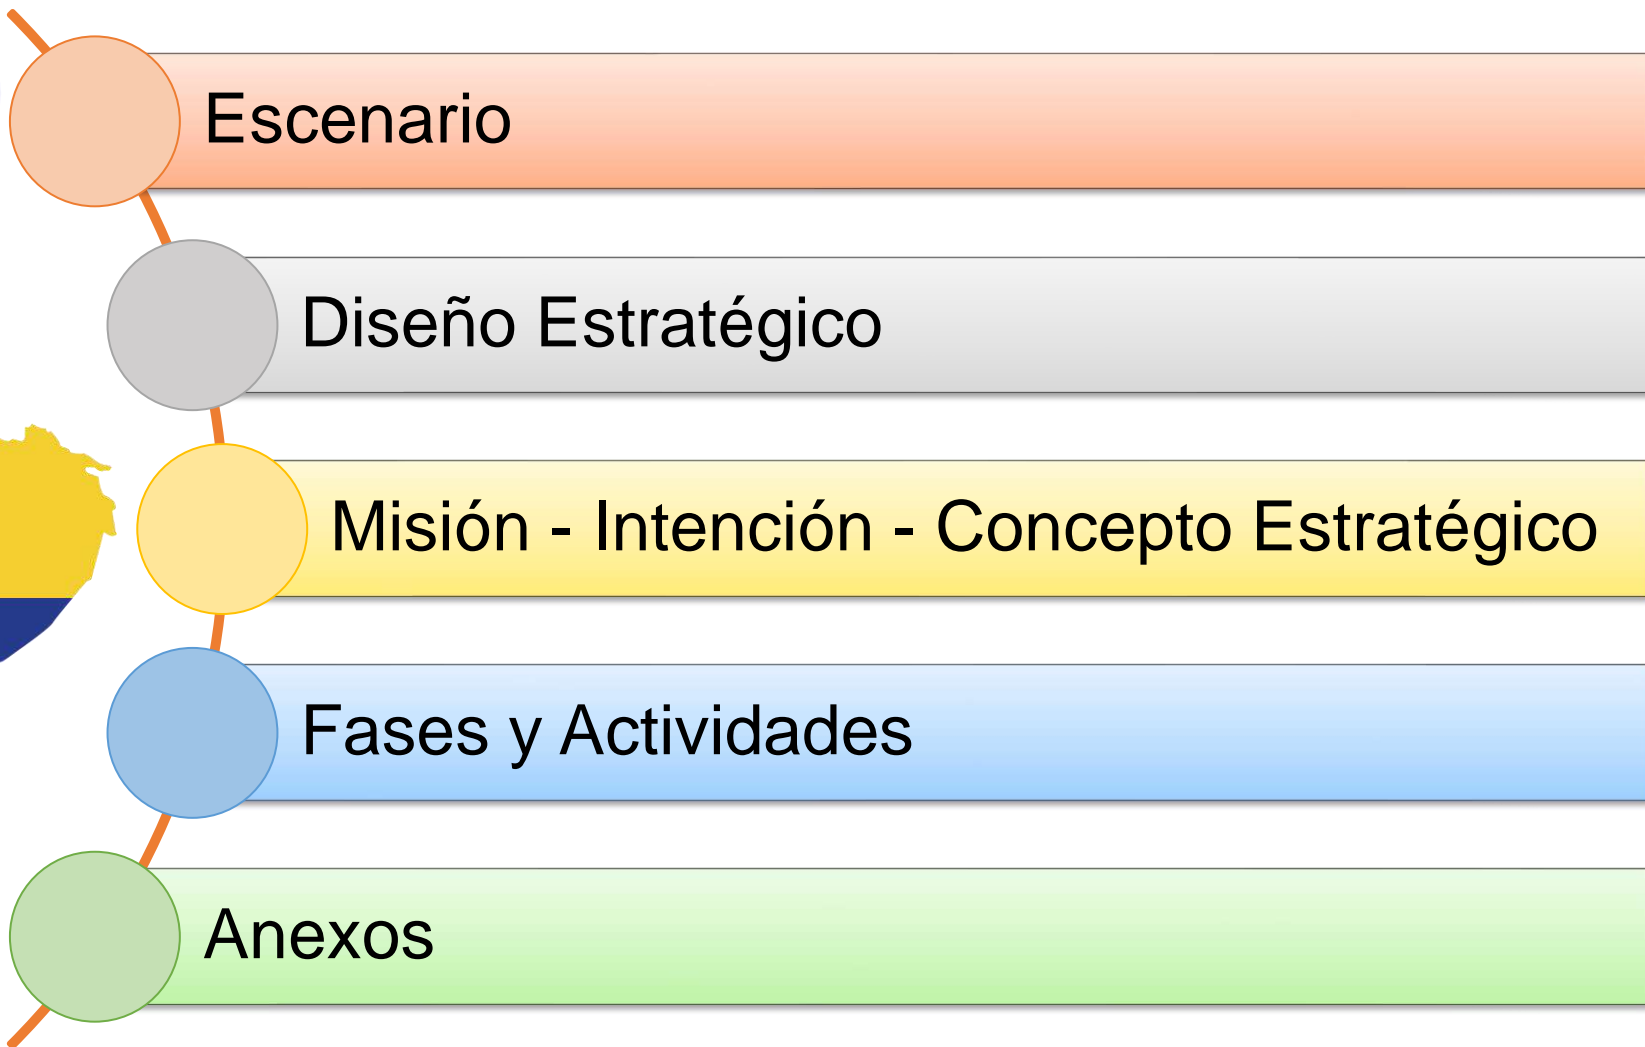 Escenario
Diseño Estratégico
Misión - Intención - Concepto Estratégico
Fases y Actividades
Anexos